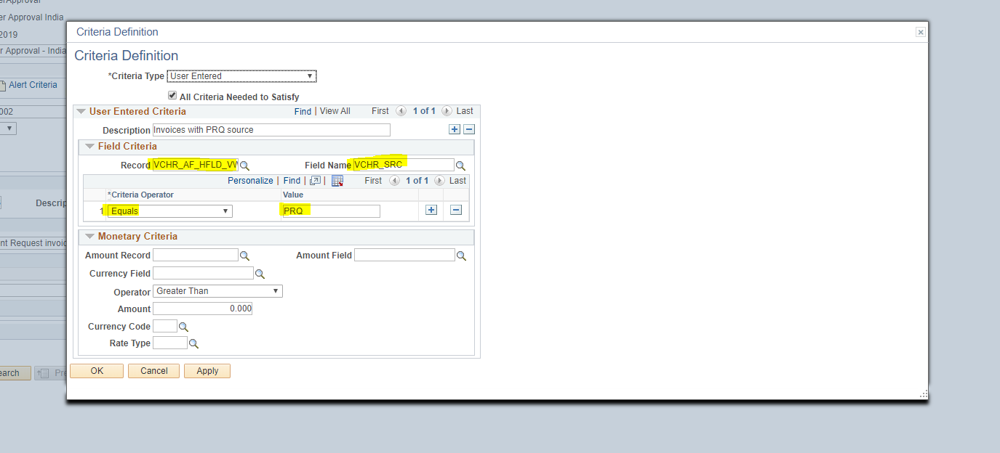 er Approval India
2019
r Approval - India
Alert Criteria
002
Descrip
nt Request invoic
earch
Pre
Criteria Definition
Criteria Definition
*Criteria Type User Entered
All Criteria Needed to Satisfy
User Entered Criteria Find | View All First 1 of 1 Last
Description Invoices with PRQ source
Field Criteria
Record VCHR_AF_HFLD_VW Field Name VCHR_SRC
Personalize | Find | | First 1 of 1 Last
*Criteria Operator Value
1 Equals PRQ
Monetary Criteria
Amount Record Amount Field
Currency Field
Operator Greater Than
Amount 0.000
Currency Code
Rate Type
OK Cancel Apply